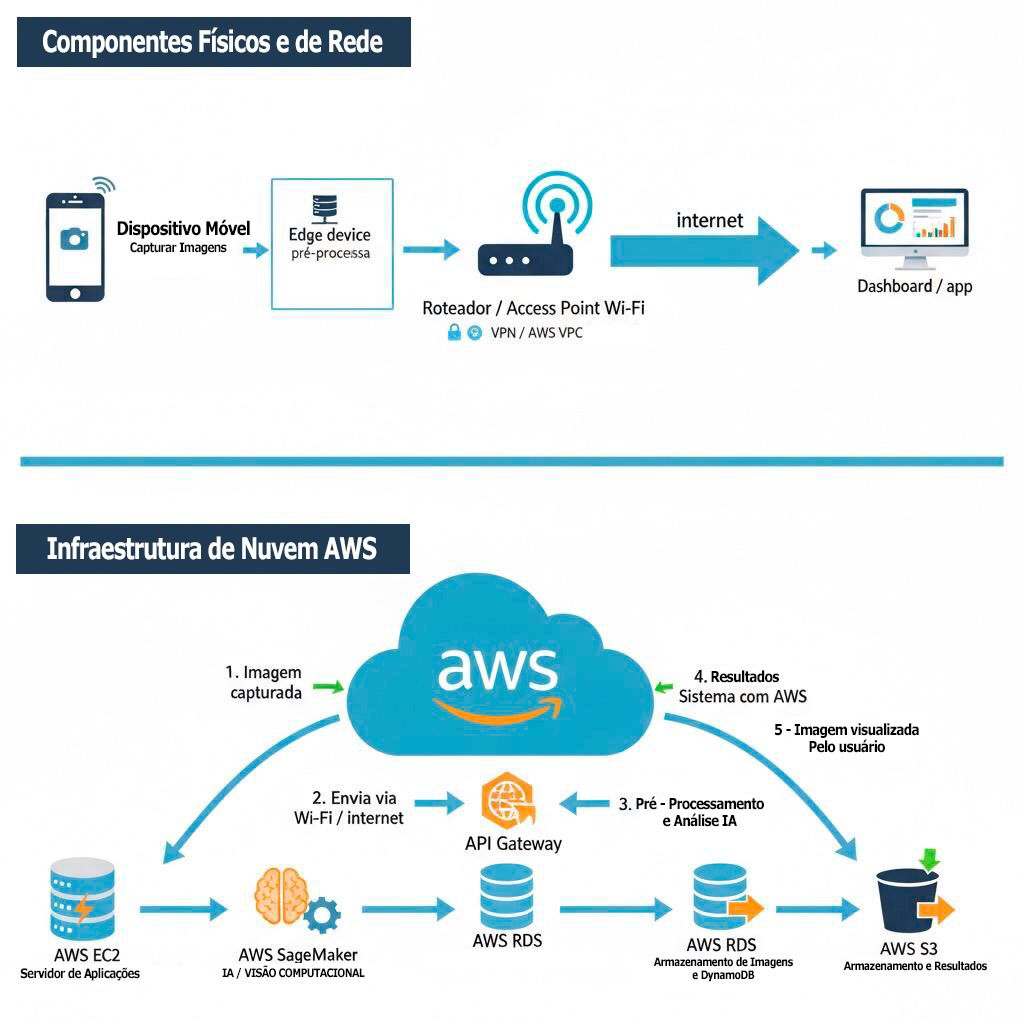 Componentes Físicos e de Rede
Dispositivo Móvel
Capturar Imagens
Edge device
pré-processa
Roteador / Access Point Wi-Fi
VPN / AWS VPC
internet
Dashboard / app
Infraestrutura de Nuvem AWS
aws
1. Imagem
capturada
4. Resultados
Sistema com AWS
5 - Imagem visualizada
Pelo usuário
2. Envia via
Wi-Fi / internet
API Gateway
3. Pré - Processamento
e Análise IA
AWS EC2
Servidor de Aplicações
AWS SageMaker
IA / VISÃO COMPUTACIONAL
AWS RDS
AWS RDS
Armazenamento de Imagens
e DynamoDB
AWS S3
Armazenamento e Resultados